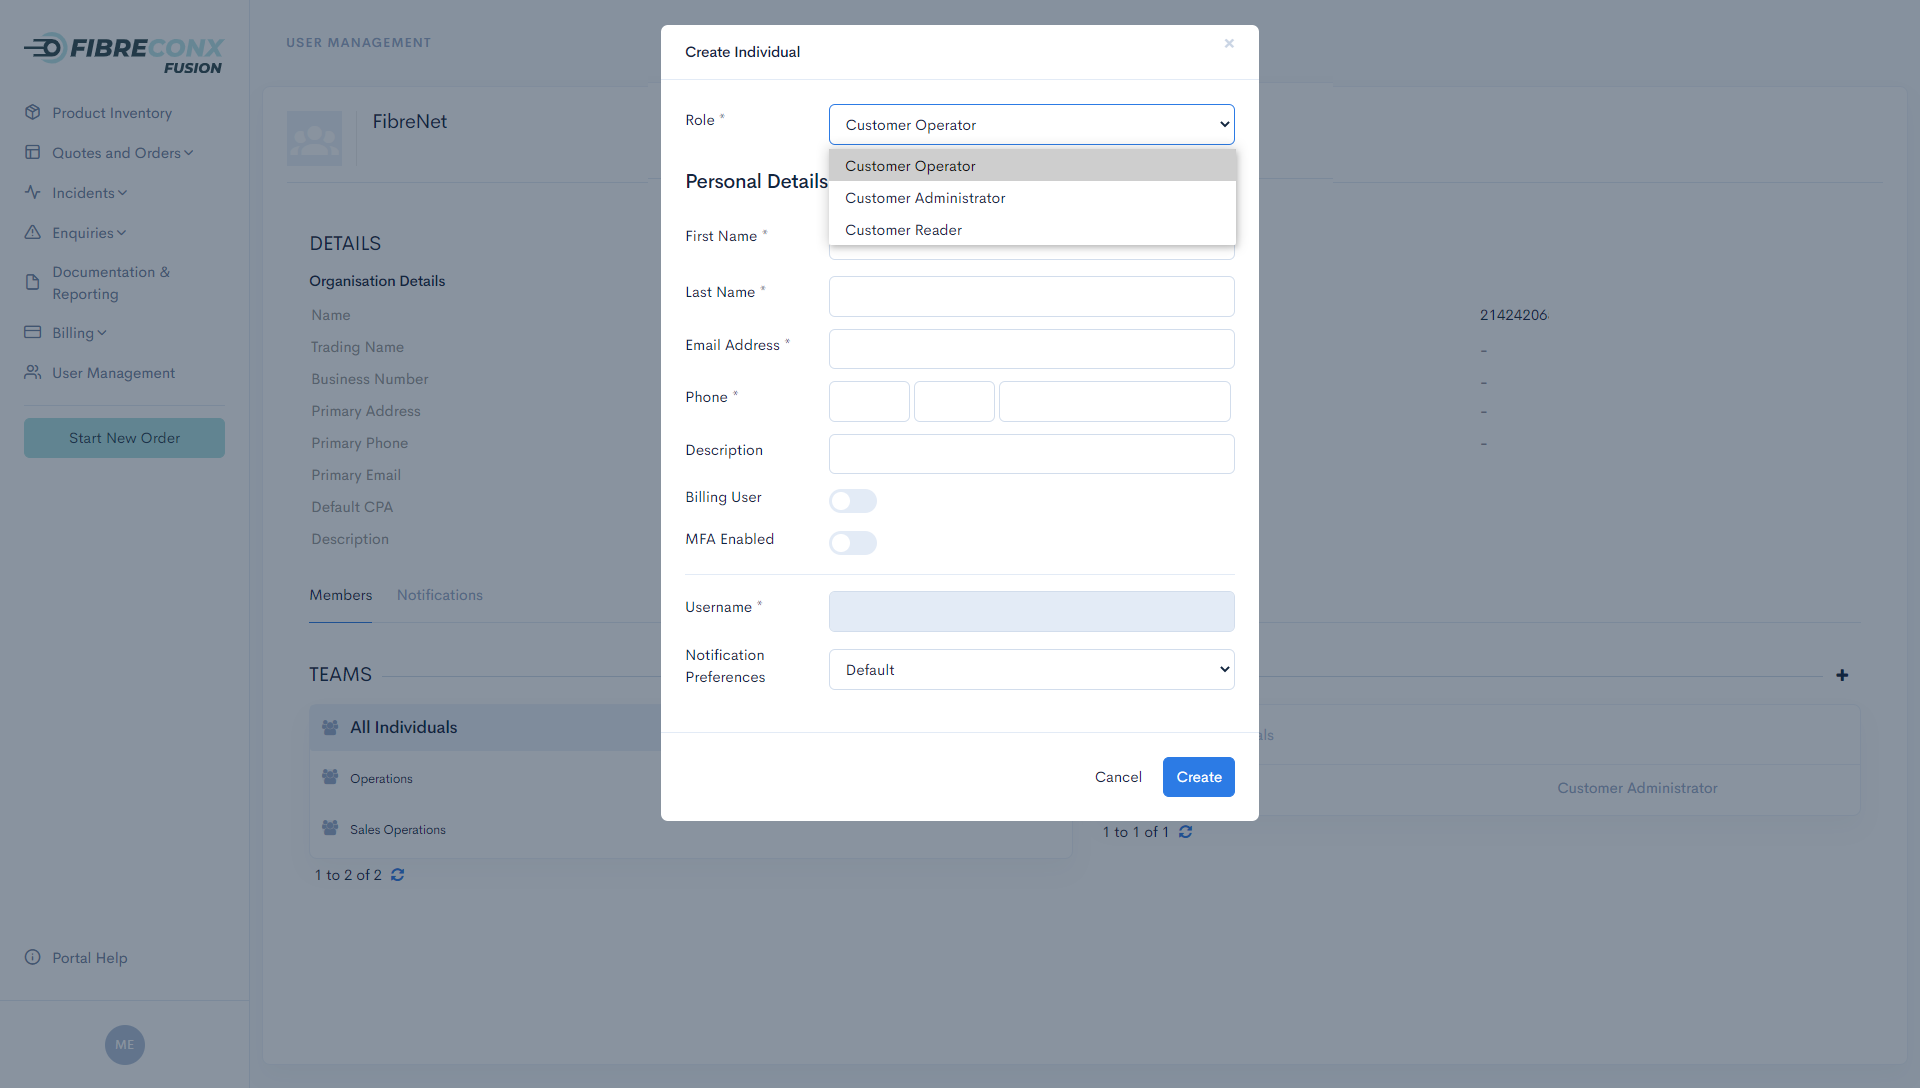 FIBRECONX
FUSION
Product Inventory
Quotes and Orders
Incidents
Enquiries
Documentation &
Reporting
Billing
User Management
Start New Order
Portal Help
ME
USER MANAGEMENT
FibreNet
DETAILS
Organisation Details
Name
Trading Name
Business Number
Primary Address
Primary Phone
Primary Email
Default CPA
Description
-
-
-
-
Members
Notifications
TEAMS
All Individuals
Operations
Sales Operations
1 to 2 of 2
Customer Administrator
1 to 1 of 1
Create Individual
×
Role *
Customer Operator
Customer Operator
Customer Administrator
Customer Reader
Personal Details
First Name *
Last Name *
Email Address *
Phone *
Description
Billing User
MFA Enabled
Username *
Notification
Preferences
Default
Cancel
Create